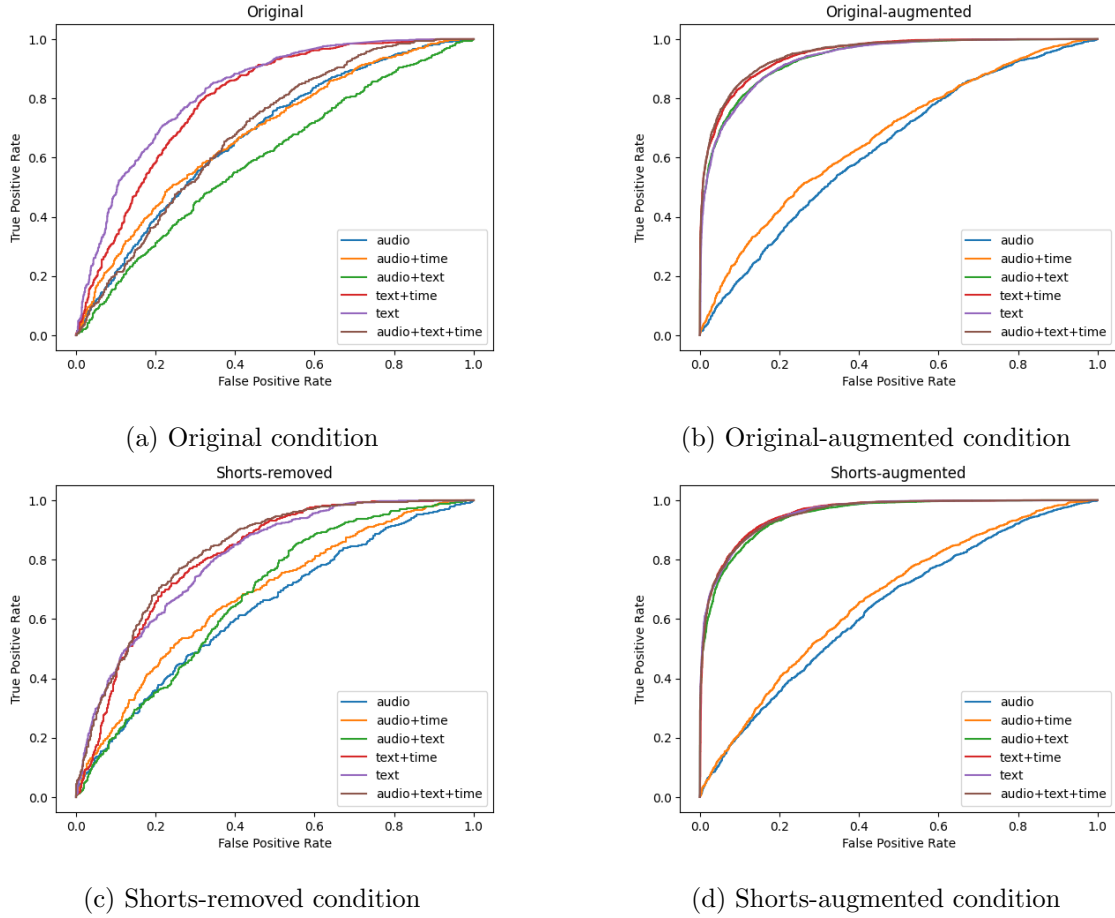 Original
True Positive Rate
1.0
0.8
0.6
0.4
0.2
0.0
audio
audio+time
audio+text
text+time
text
audio+text+time
0.0 0.2 0.4 0.6 0.8 1.0
False Positive Rate
(a) Original condition
Original-augmented
True Positive Rate
1.0
0.8
0.6
0.4
0.2
0.0
audio
audio+time
audio+text
text+time
text
audio+text+time
0.0 0.2 0.4 0.6 0.8 1.0
False Positive Rate
(b) Original-augmented condition
Shorts-removed
True Positive Rate
1.0
0.8
0.6
0.4
0.2
0.0
audio
audio+time
audio+text
text+time
text
audio+text+time
0.0 0.2 0.4 0.6 0.8 1.0
False Positive Rate
(c) Shorts-removed condition
Shorts-augmented
True Positive Rate
1.0
0.8
0.6
0.4
0.2
0.0
audio
audio+time
audio+text
text+time
text
audio+text+time
0.0 0.2 0.4 0.6 0.8 1.0
False Positive Rate
(d) Shorts-augmented condition